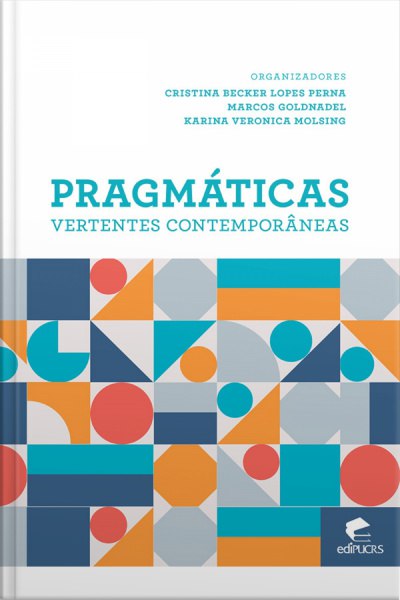 ORGANIZADORES
CRISTINA BECKER LOPES PERNA
MARCOS GOLDNADEL
KARINA VERONICA MOLSING
PRAGMÁTICAS
VERTENTES CONTEMPORÂNEAS
ediPUCRS